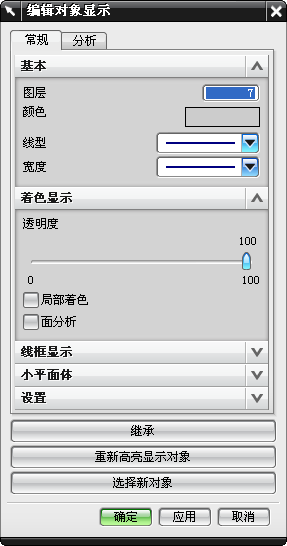 编辑对象显示
常规 分析
基本
图层 7
颜色
线型
宽度
着色显示
透明度
100
0 100
局部着色
面分析
线框显示
小平面体
设置
继承
重新高亮显示对象
选择新对象
确定 应用 取消